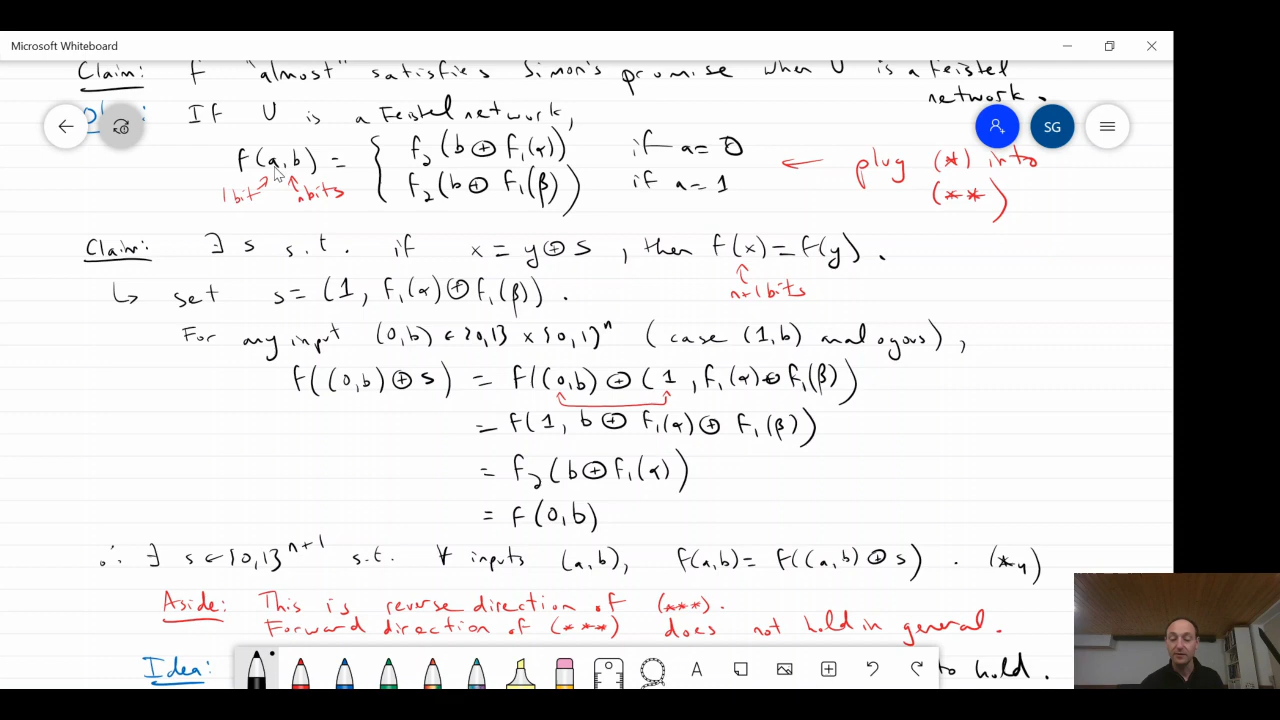 Microsoft Whiteboard
Claim: f "almost" satisfies Simon's promise when U is a Feistel
network.
If U is a Feistel network,
f(a,b) = { f₂(b ⊕ f₁(α)) if a=0
f₂(b ⊕ f₁(β)) if a=1
← plug (*) into
(**)
1 bit n bits
SG
Claim: ∃ s s.t. if x = y ⊕ s, then f(x) = f(y).
n+1 bits
↳ set s = (1, f₁(α) ⊕ f₁(β)).
For any input (0,b) ∈ {0,1} × {0,1}ⁿ (case (1,b) analogous),
f((0,b) ⊕ s) = f((0,b) ⊕ (1, f₁(α) ⊕ f₁(β))
= f(1, b ⊕ f₁(α) ⊕ f₁(β))
= f₂(b ⊕ f₁(α))
= f(0,b)
∴ ∃ s ∈ {0,1}ⁿ⁺¹ s.t. ∀ inputs (a,b), f(a,b) = f((a,b) ⊕ s). (*₄)
Aside: This is reverse direction of (***).
Forward direction of (***) does not hold in general.
Idea: to hold.
A